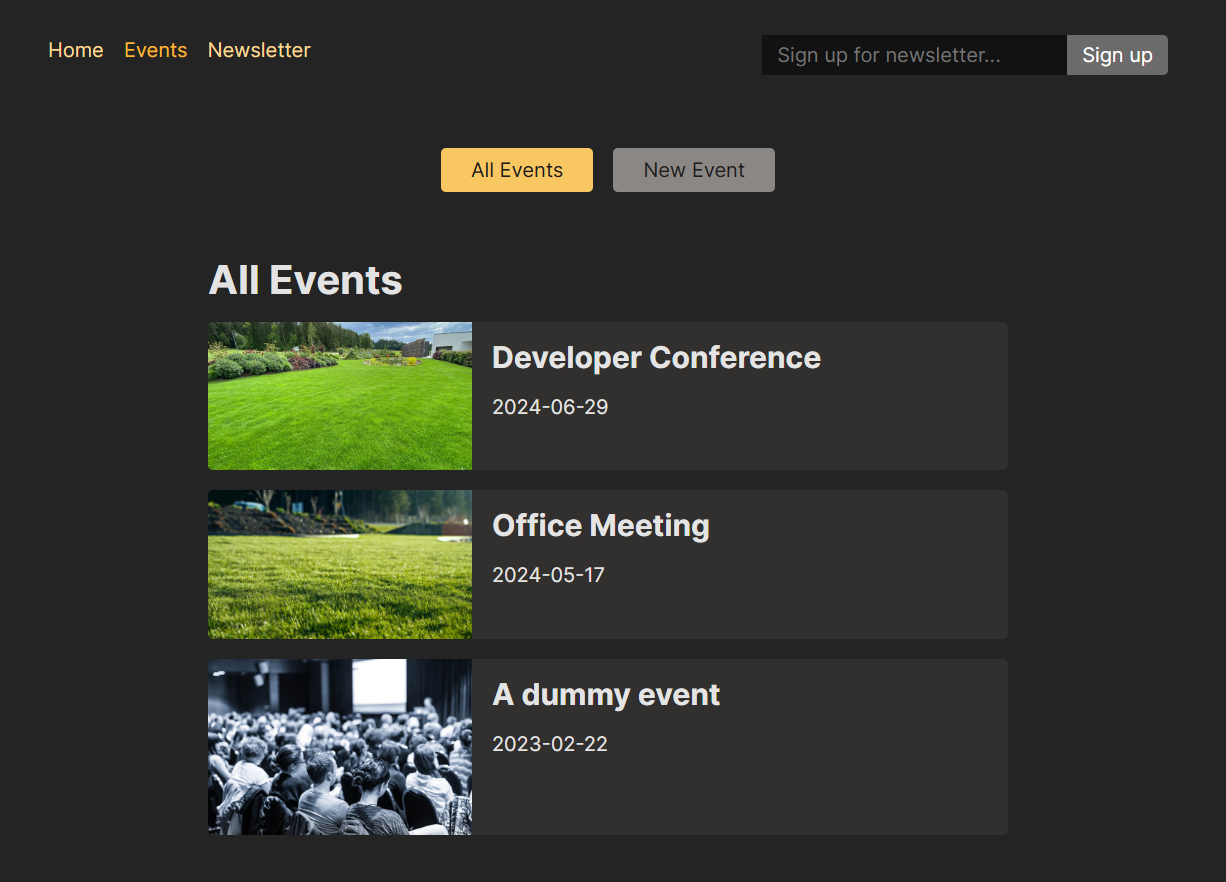 Home Events Newsletter Sign up for newsletter... Sign up
All Events New Event
All Events
Developer Conference
2024-06-29
Office Meeting
2024-05-17
A dummy event
2023-02-22